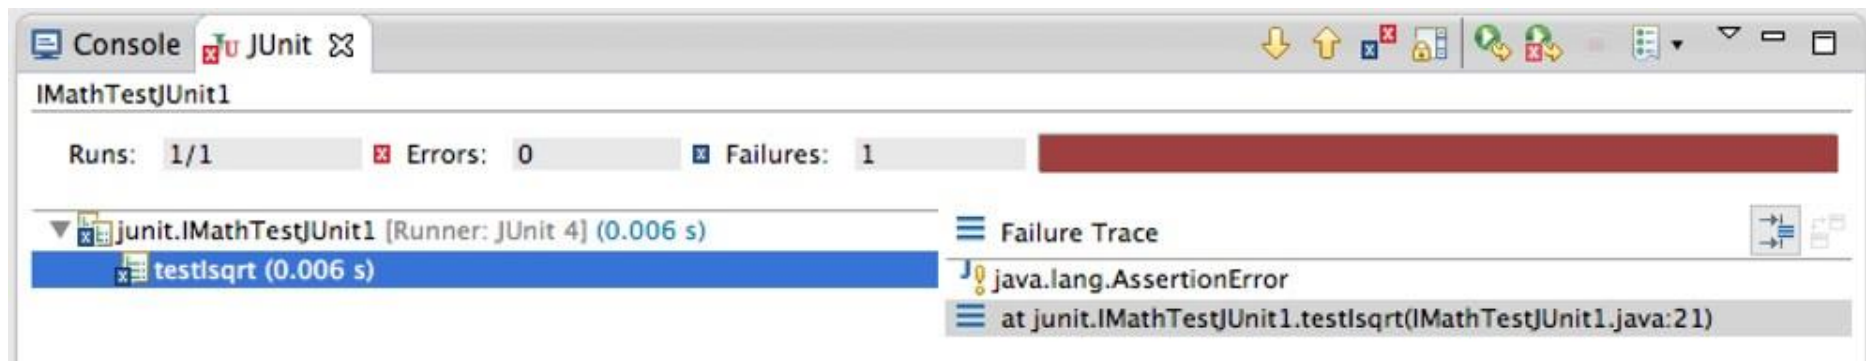 Console JUnit
IMathTestJUnit1
Runs: 1/1 Errors: 0 Failures: 1
junit.IMathTestJUnit1 [Runner: JUnit 4] (0.006 s)
testIsqrt (0.006 s)
Failure Trace
java.lang.AssertionError
at junit.IMathTestJUnit1.testIsqrt(IMathTestJUnit1.java:21)